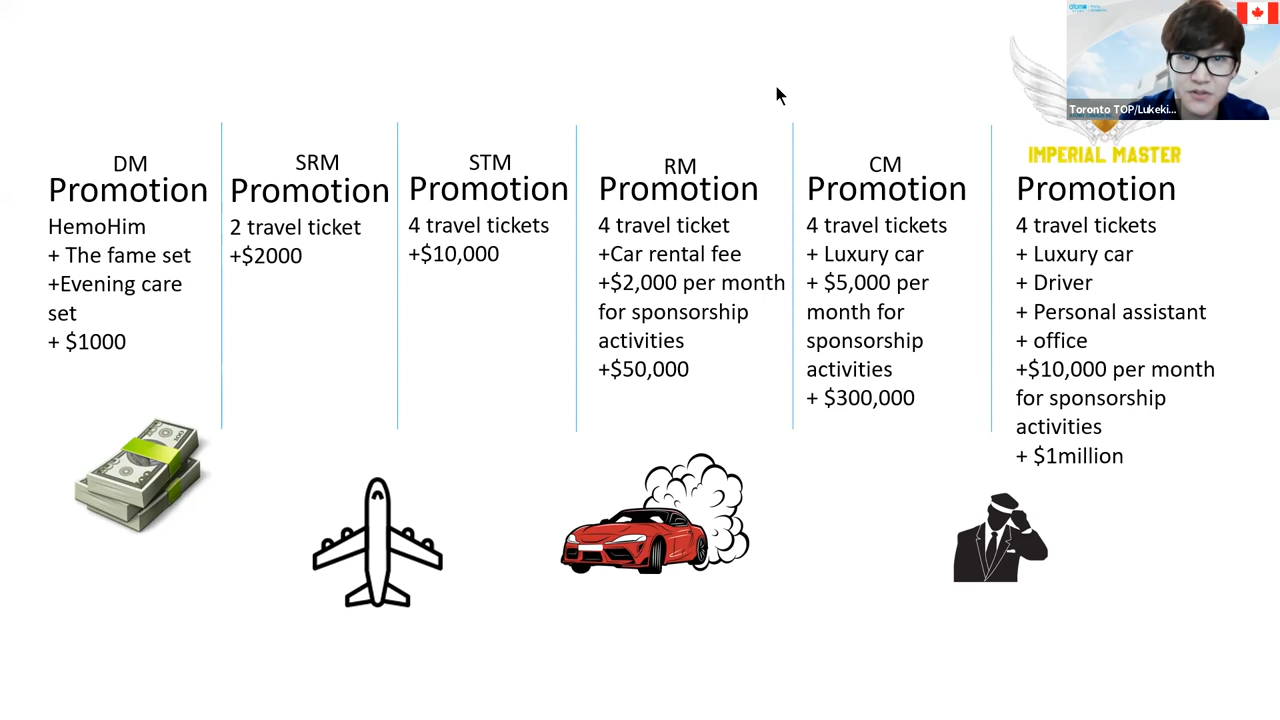 DM
Promotion
HemoHim
+ The fame set
+Evening care
set
+ $1000
SRM
Promotion
2 travel ticket
+$2000
STM
Promotion
4 travel tickets
+$10,000
RM
Promotion
4 travel ticket
+Car rental fee
+$2,000 per month
for sponsorship
activities
+$50,000
CM
Promotion
4 travel tickets
+ Luxury car
+ $5,000 per
month for
sponsorship
activities
+ $300,000
IMPERIAL MASTER
Promotion
4 travel tickets
+ Luxury car
+ Driver
+ Personal assistant
+ office
+$10,000 per month
for sponsorship
activities
+ $1million
Toronto TOP/Lukeki...